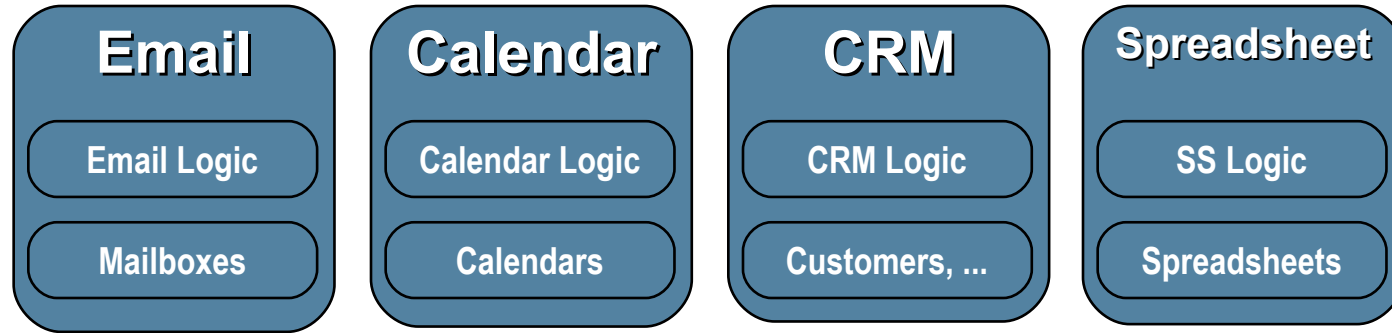 Email
Email Logic
Mailboxes
Calendar
Calendar Logic
Calendars
CRM
CRM Logic
Customers, ...
Spreadsheet
SS Logic
Spreadsheets